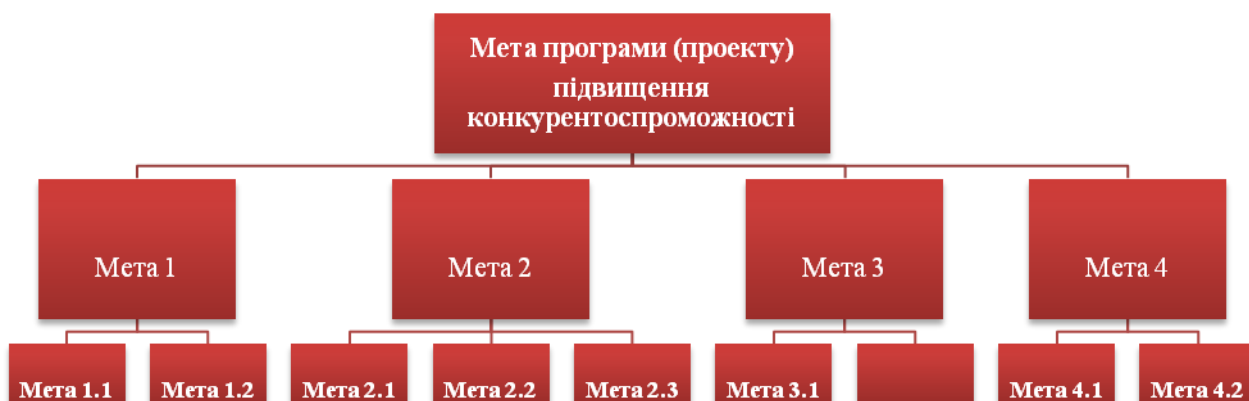 Мета програми (проекту)
підвищення
конкурентоспроможності
Мета 1
Мета 2
Мета 3
Мета 4
Мета 1.1
Мета 1.2
Мета 2.1
Мета 2.2
Мета 2.3
Мета 3.1
Мета 4.1
Мета 4.2